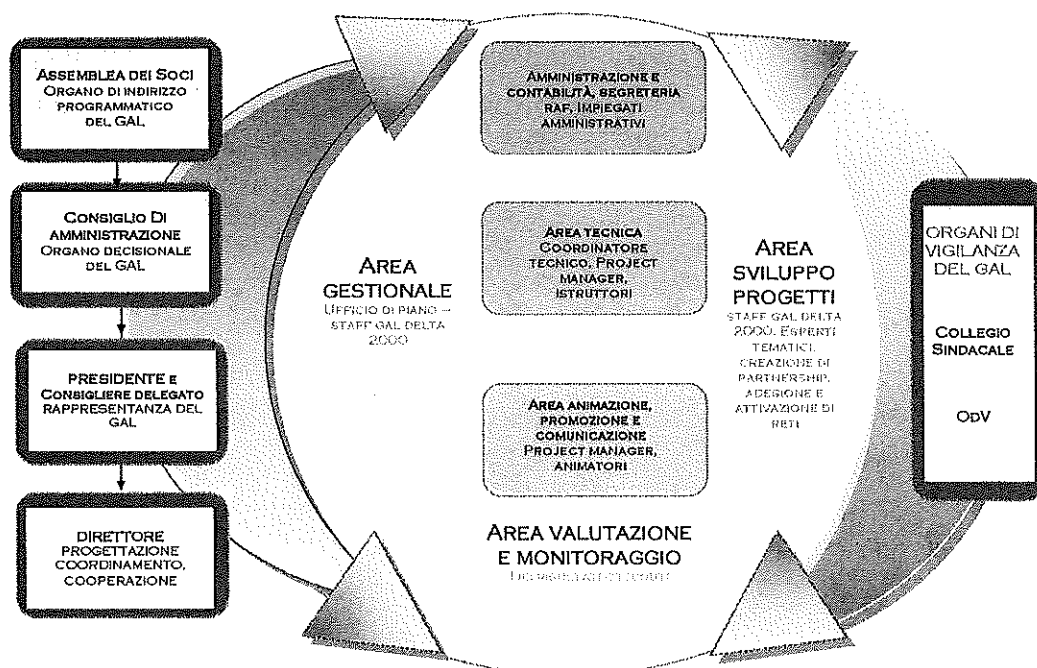 ASSEMBLEA DEI SOCI
ORGANO DI INDIRIZZO
PROGRAMMATICO
DEL GAL
CONSIGLIO DI
AMMINISTRAZIONE
ORGANO DECISIONALE
DEL GAL
PRESIDENTE E
CONSIGLIERE DELEGATO
RAPPRESENTANZA DEL
GAL
DIRETTORE
PROGETTAZIONE
COORDINAMENTO,
COOPERAZIONE
AREA
GESTIONALE
UFFICIO DI PIANO –
STAFF GAL DELTA
2000
AMMINISTRAZIONE E
CONTABILITÀ, SEGRETERIA
RAF, IMPIEGATI
AMMINISTRATIVI
AREA TECNICA
COORDINATORE
TECNICO, PROJECT
MANAGER,
ISTRUTTORI
AREA ANIMAZIONE,
PROMOZIONE E
COMUNICAZIONE
PROJECT MANAGER,
ANIMATORI
AREA VALUTAZIONE
E MONITORAGGIO
AREA
SVILUPPO
PROGETTI
STAFF GAL DELTA
2000, ESPERTI
TEMATICI,
CREAZIONE DI
PARTNERSHIP,
ADESIONE E
ATTIVAZIONE DI
RETI
ORGANI DI
VIGILANZA
DEL GAL
COLLEGIO
SINDACALE
ODV